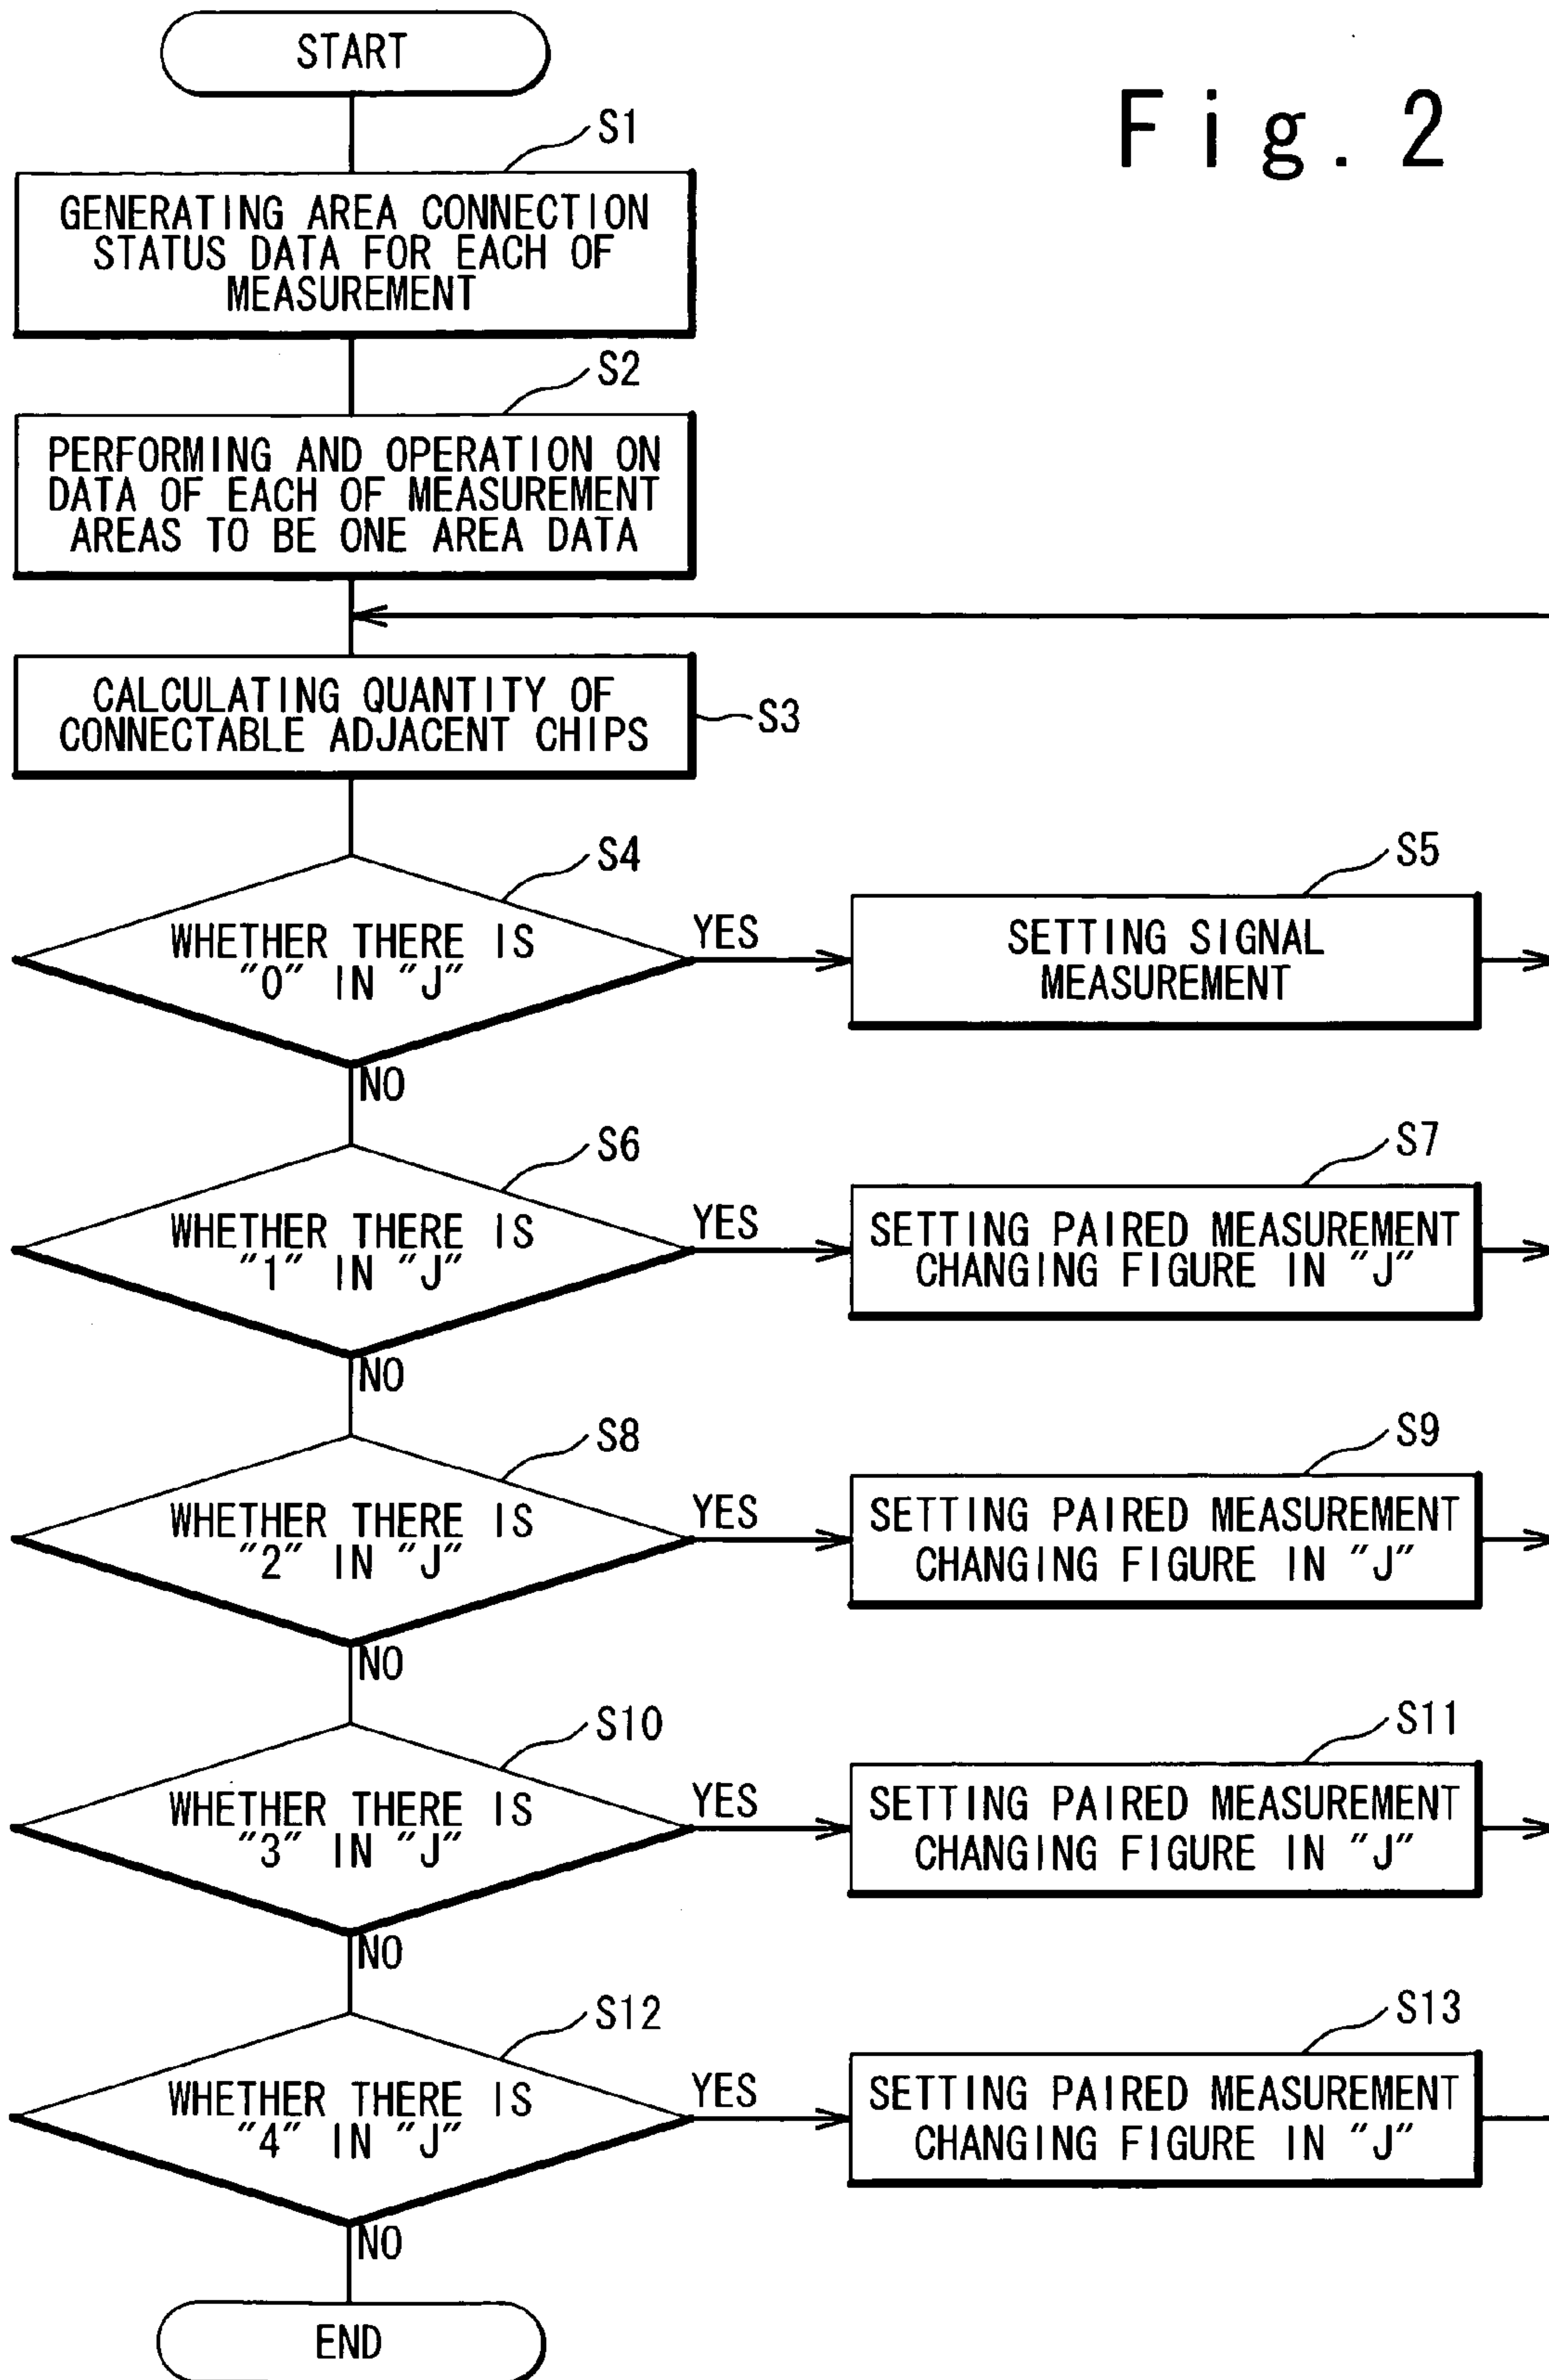 START
Fig. 2
S1
GENERATING AREA CONNECTION
STATUS DATA FOR EACH OF
MEASUREMENT
S2
PERFORMING AND OPERATION ON
DATA OF EACH OF MEASUREMENT
AREAS TO BE ONE AREA DATA
CALCULATING QUANTITY OF
CONNECTABLE ADJACENT CHIPS
S3
S4
WHETHER THERE IS
"0" IN "J"
YES
NO
S5
SETTING SIGNAL
MEASUREMENT
S6
WHETHER THERE IS
"1" IN "J"
YES
NO
S7
SETTING PAIRED MEASUREMENT
CHANGING FIGURE IN "J"
S8
WHETHER THERE IS
"2" IN "J"
YES
NO
S9
SETTING PAIRED MEASUREMENT
CHANGING FIGURE IN "J"
S10
WHETHER THERE IS
"3" IN "J"
YES
NO
S11
SETTING PAIRED MEASUREMENT
CHANGING FIGURE IN "J"
S12
WHETHER THERE IS
"4" IN "J"
YES
NO
S13
SETTING PAIRED MEASUREMENT
CHANGING FIGURE IN "J"
END